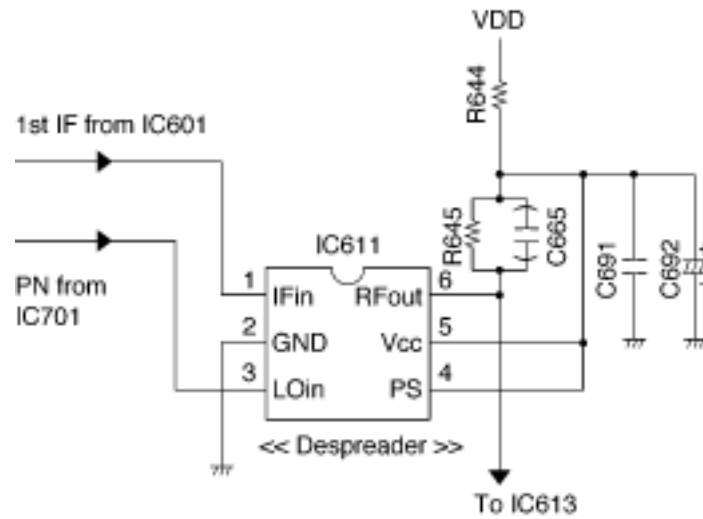 VDD
R644
1st IF from IC601
R645
C665
C691
C692
IC611
PN from
IC701
1
IFin
RFout
6
2
GND
Vcc
5
3
LOin
PS
4
<< Despreader >>
To IC613